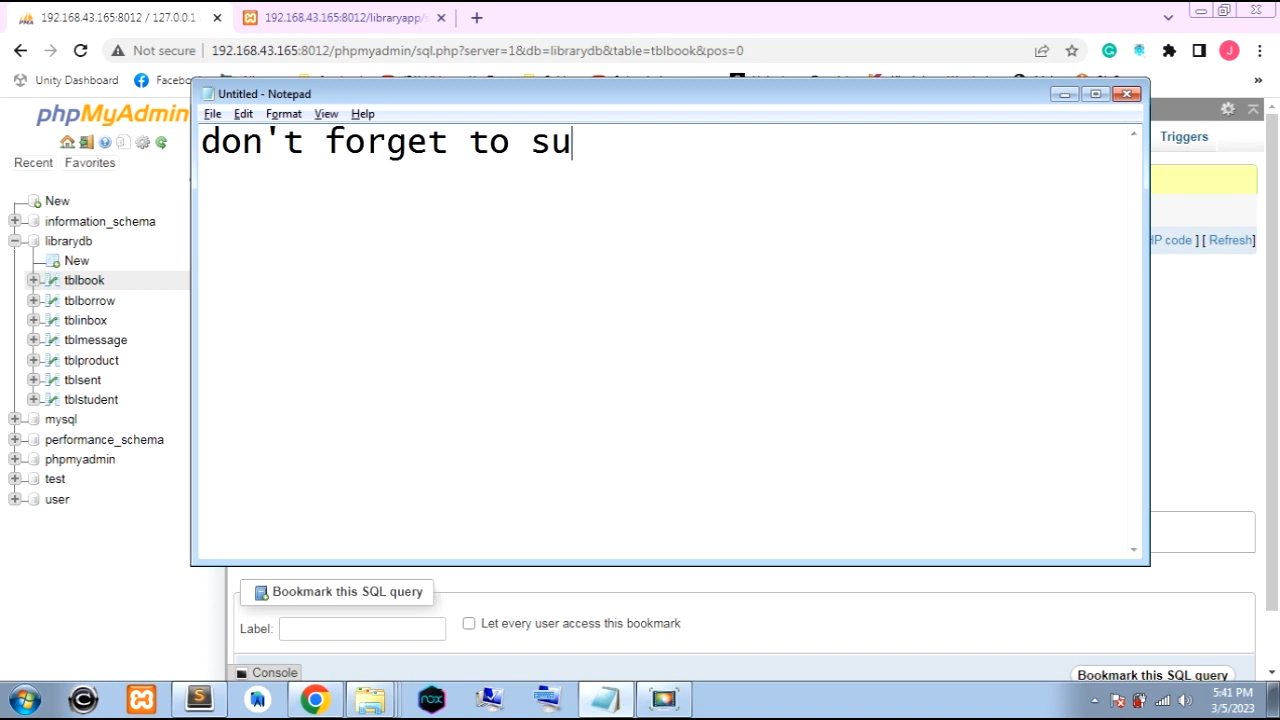 192.168.43.165:8012 / 127.0.0.1
192.168.43.165:8012/libraryapp/
Not secure
192.168.43.165:8012/phpmyadmin/sql.php?server=1&db=librarydb&table=tblbook&pos=0
J
Unity Dashboard
Facebo
»
Untitled - Notepad
File Edit Format View Help
don't forget to su
phpMyAdmin
Recent Favorites
New
information_schema
librarydb
New
tblbook
tblborrow
tblinbox
tblmessage
tblproduct
tblsent
tblstudent
mysql
performance_schema
phpmyadmin
test
user
Triggers
HP code ] [ Refresh]
Bookmark this SQL query
Label:
Let every user access this bookmark
Console
Bookmark this SQL query
nox
5:41 PM
3/5/2023